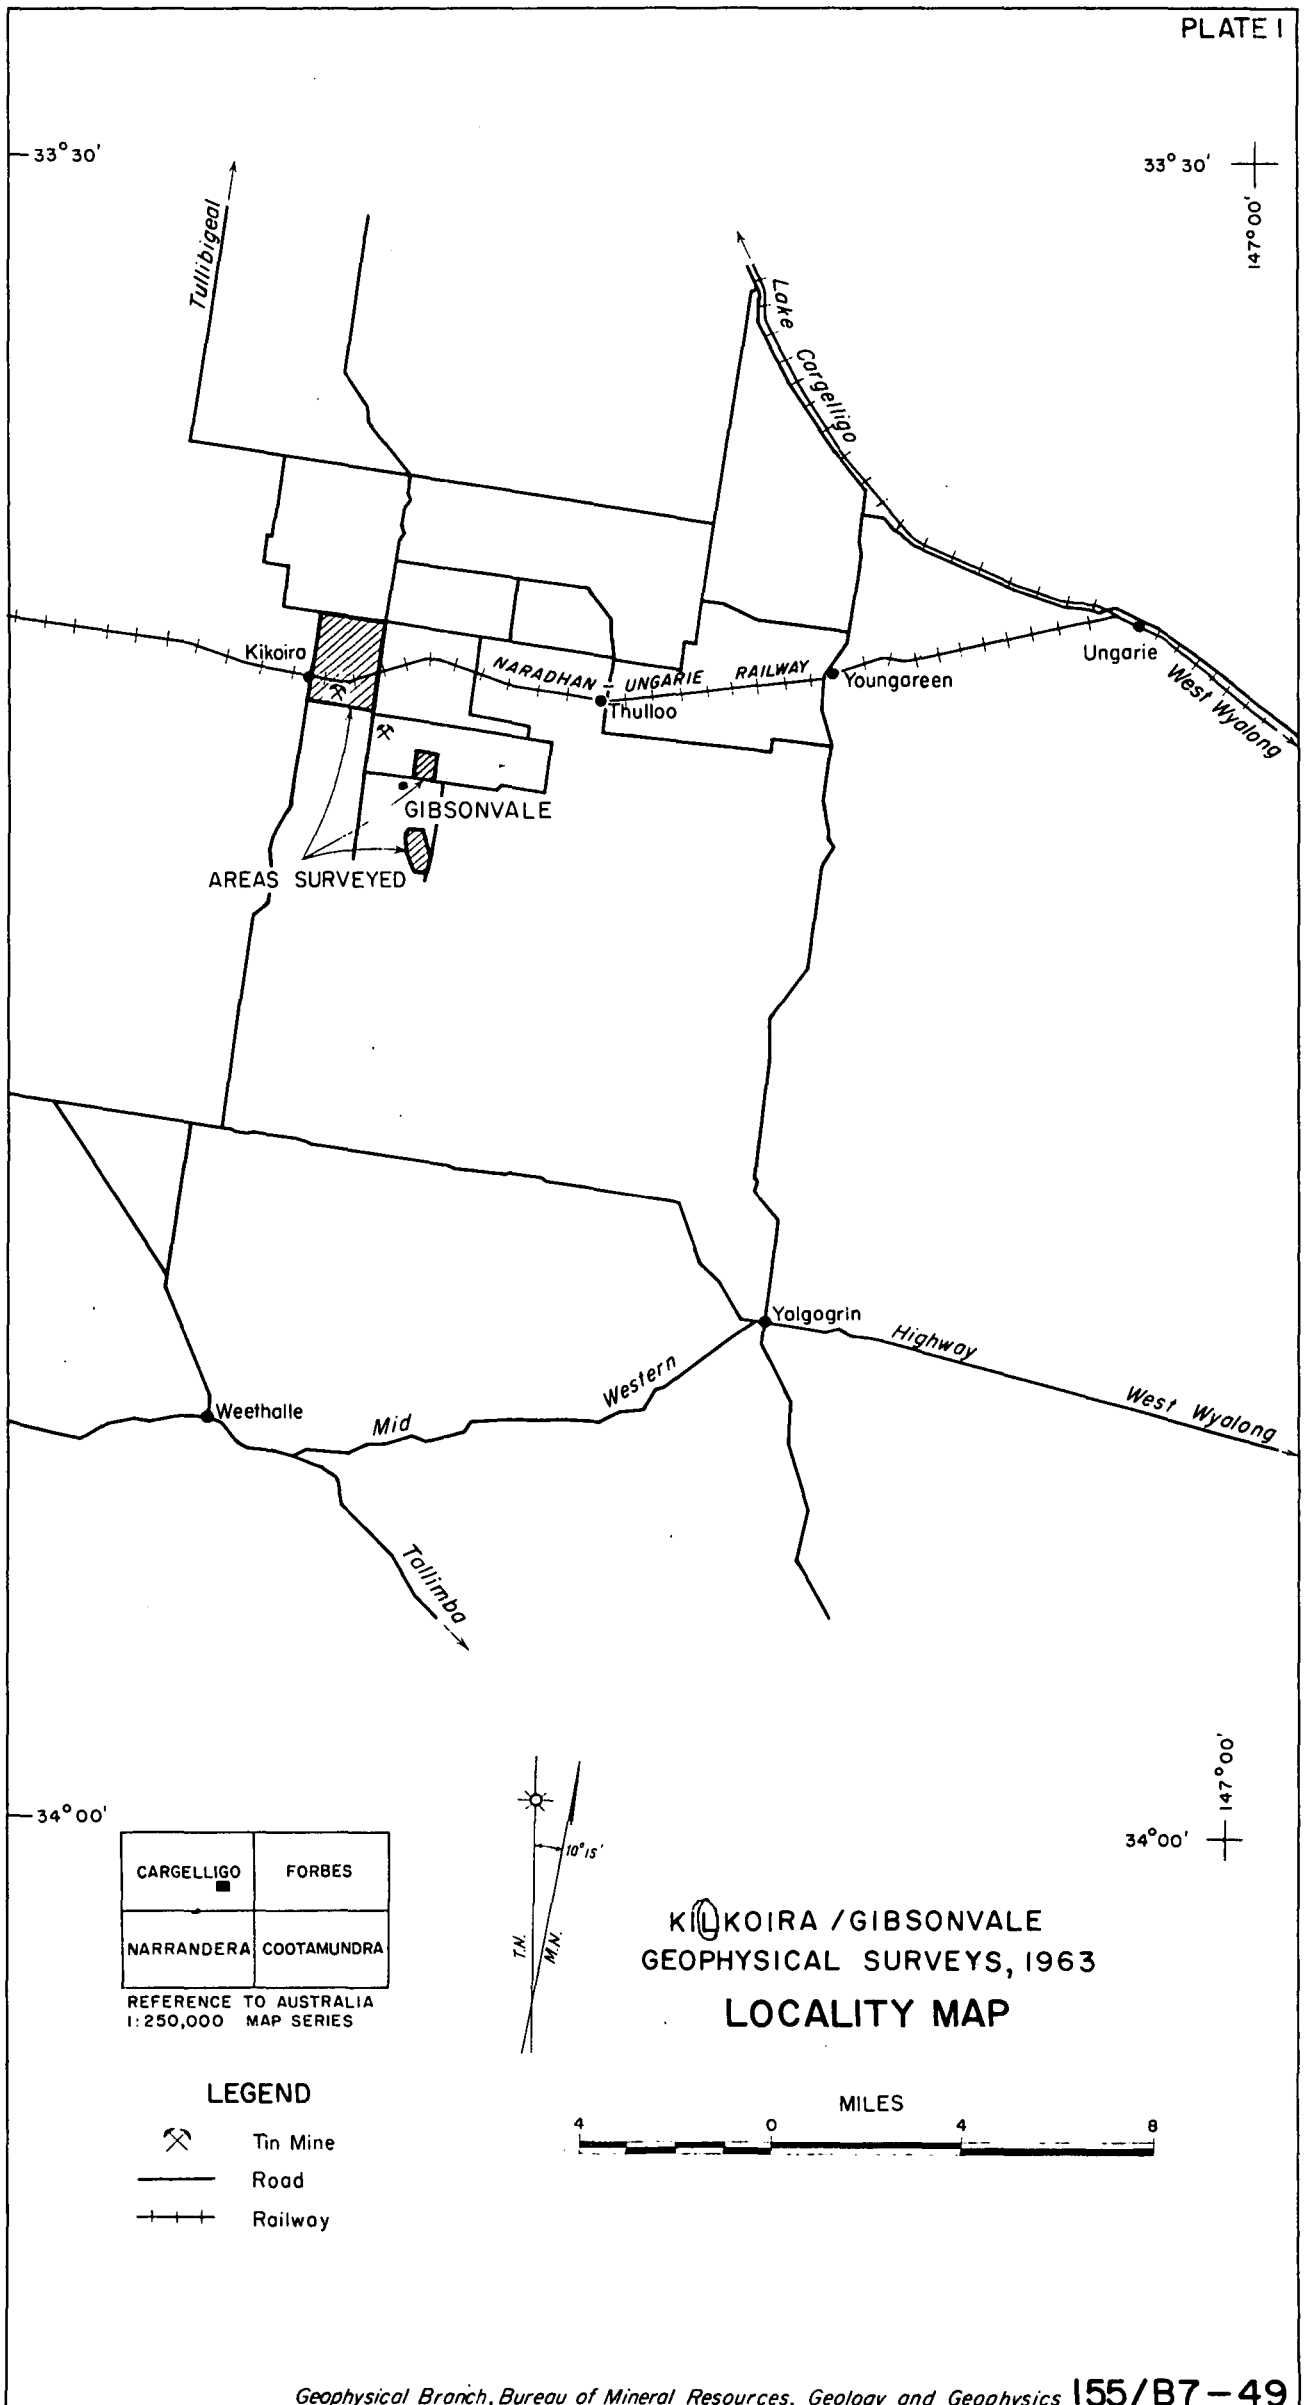 PLATE 1
33°30'
33°30'
147°00'
Tullibigeal
Lake Cargelligo
Kikoira
NARADHAN - UNGARIE RAILWAY
Ungarie
Youngareen
Thulloo
West Wyalong
GIBSONVALE
AREAS SURVEYED
Yalgogrin
Highway
Western
West Wyalong
Weethalle
Mid
Tallimba
147°00'
34°00'
34°00'
10°15'
T.N.
M.N.
CARGELLIGO
FORBES
NARRANDERA
COOTAMUNDRA
REFERENCE TO AUSTRALIA
1:250,000 MAP SERIES
KILKOIRA / GIBSONVALE
GEOPHYSICAL SURVEYS, 1963
LOCALITY MAP
LEGEND
Tin Mine
Road
Railway
MILES
4 0 4 8
Geophysical Branch, Bureau of Mineral Resources, Geology and Geophysics 155/B7-49